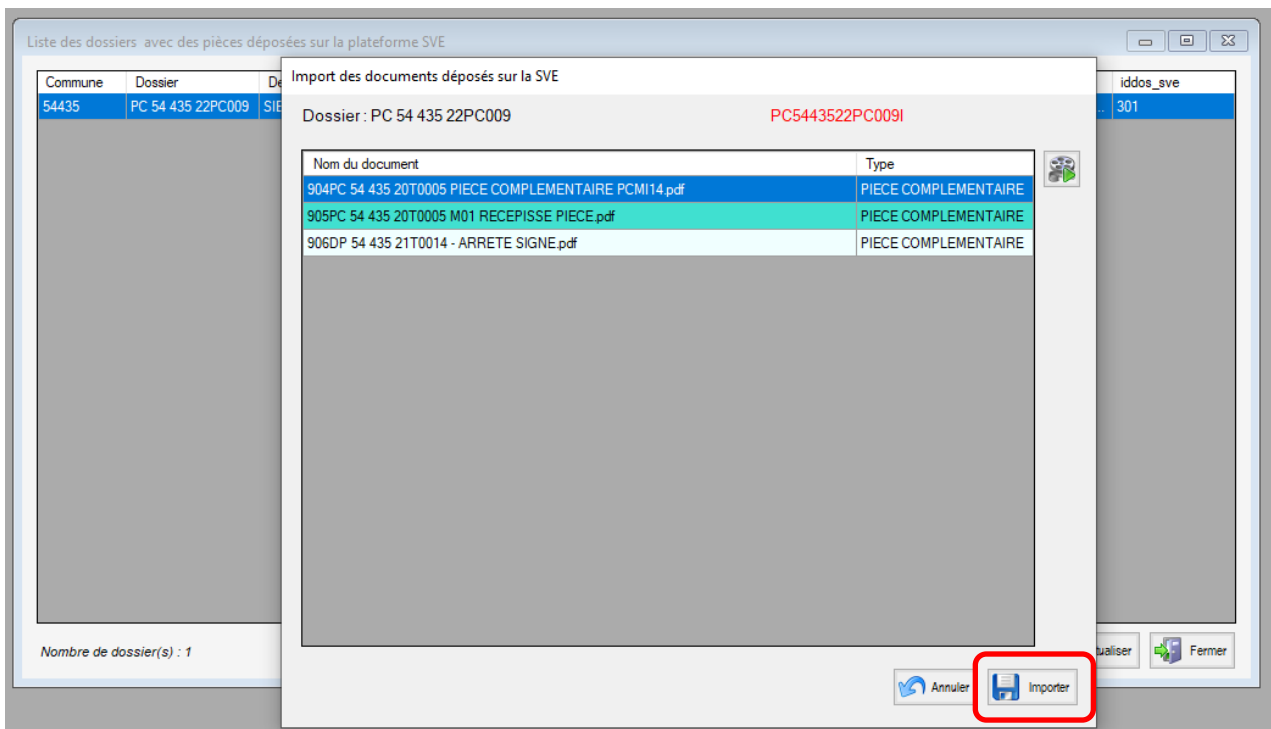 Liste des dossiers avec des pièces déposées sur la plateforme SVE
Import des documents déposés sur la SVE
Commune Dossier iddos_sve
54435 PC 54 435 22PC009 301
Dossier : PC 54 435 22PC009 PC5443522PC009I
Nom du document Type
904PC 54 435 20T0005 PIECE COMPLEMENTAIRE PCMI14.pdf PIECE COMPLEMENTAIRE
905PC 54 435 20T0005 M01 RECEPISSE PIECE.pdf PIECE COMPLEMENTAIRE
906DP 54 435 21T0014 - ARRETE SIGNE.pdf PIECE COMPLEMENTAIRE
Nombre de dossier(s) : 1
tualiser Fermer
Annuler Importer